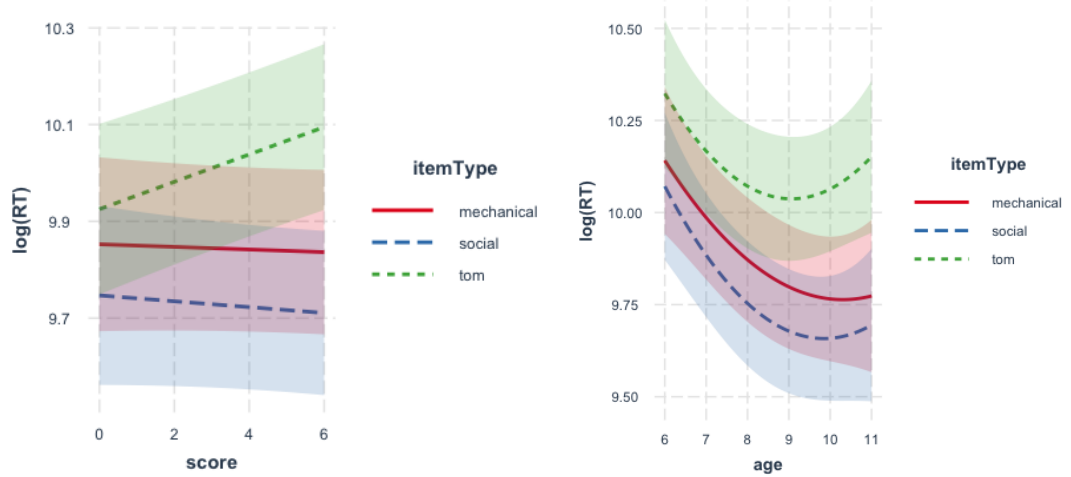 10.3
10.1
9.9
9.7
log(RT)
0 2 4 6
score
itemType
mechanical
social
tom
10.50
10.25
10.00
9.75
9.50
log(RT)
6 7 8 9 10 11
age
itemType
mechanical
social
tom